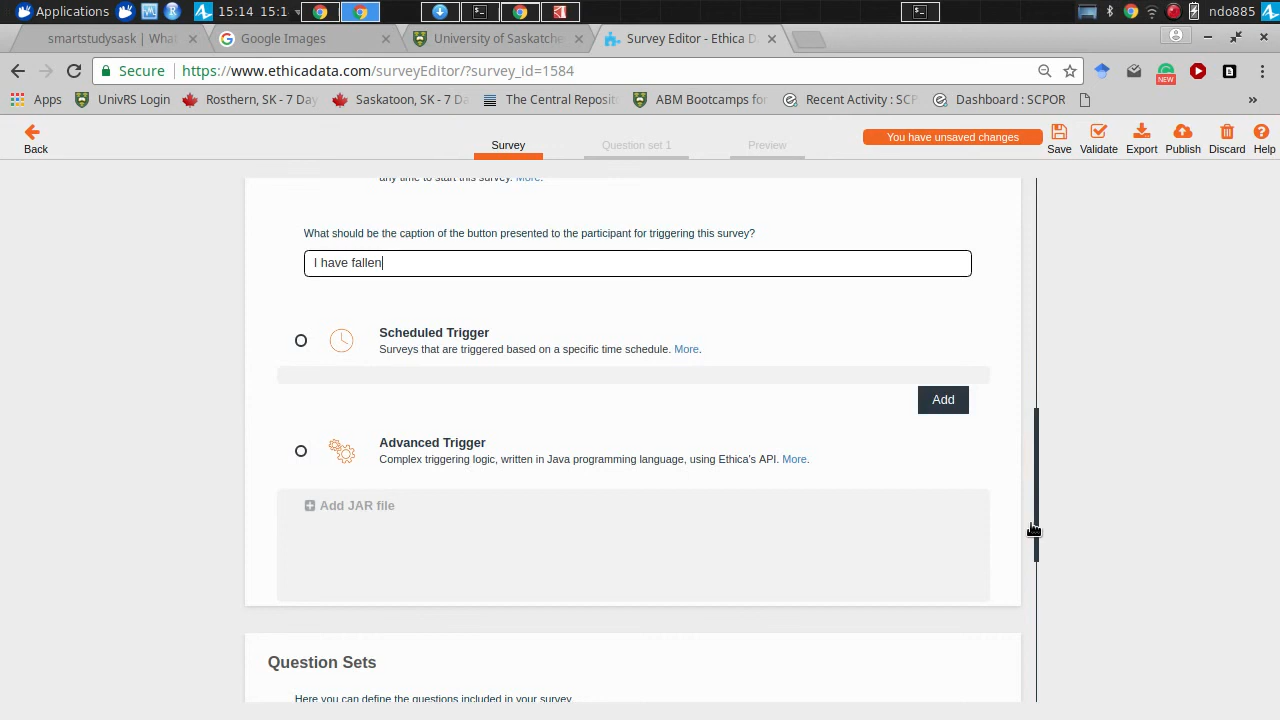 Applications 15:14 15:1 ndo885
smartstudysask | Wha Google Images University of Saskatche Survey Editor - Ethica D
Secure https://www.ethicadata.com/surveyEditor/?survey_id=1584 NEW
Apps UnivRS Login Rosthern, SK - 7 Day Saskatoon, SK - 7 Da The Central Reposit ABM Bootcamps fo Recent Activity : SCP Dashboard : SCPOR »
Back Survey Question set 1 Preview You have unsaved changes Save Validate Export Publish Discard Help
any time to start this survey. More.
What should be the caption of the button presented to the participant for triggering this survey?
I have fallen
Scheduled Trigger
Surveys that are triggered based on a specific time schedule. More.
Add
Advanced Trigger
Complex triggering logic, written in Java programming language, using Ethica's API. More.
Add JAR file
Question Sets
Here you can define the questions included in your survey